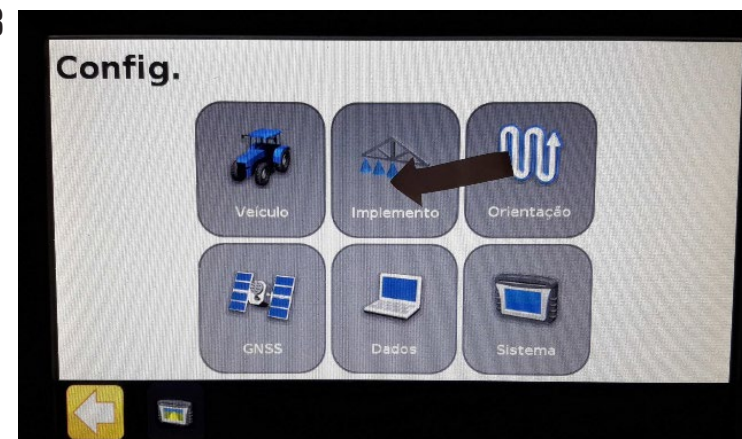 Config.
Veículo
Implemento
Orientação
GNSS
Dados
Sistema